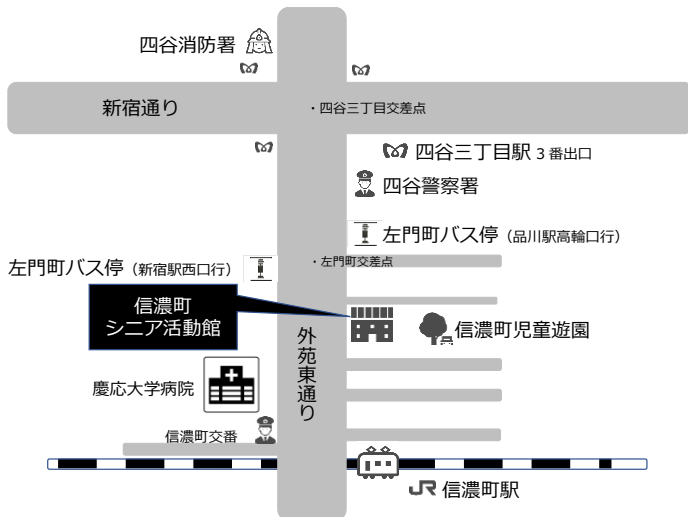 四谷消防署
新宿通り
・四谷三丁目交差点
四谷三丁目駅 3 番出口
四谷警察署
左門町バス停（品川駅高輪口行）
・左門町交差点
左門町バス停（新宿駅西口行）
信濃町
シニア活動館
信濃町児童遊園
外苑東通り
慶応大学病院
信濃町交番
JR 信濃町駅